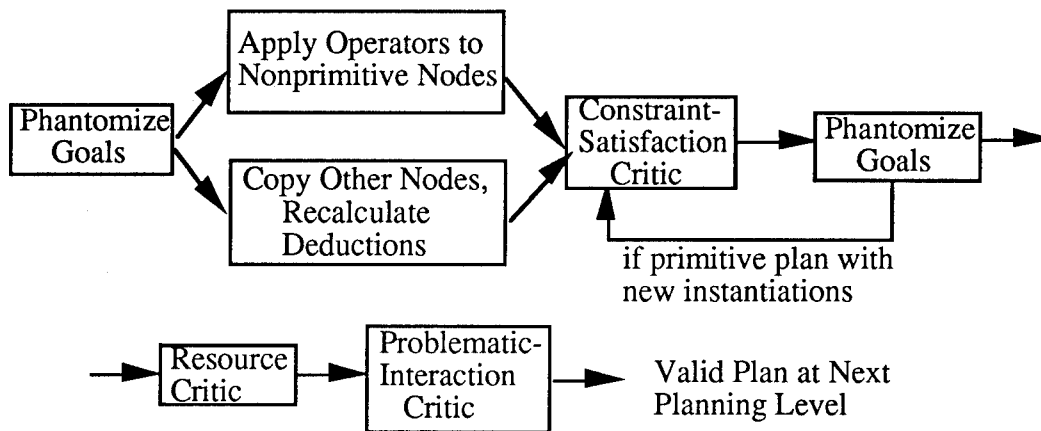 Phantomize
Goals
Apply Operators to
Nonprimitive Nodes
Copy Other Nodes,
Recalculate
Deductions
Constraint-
Satisfaction
Critic
Phantomize
Goals
if primitive plan with
new instantiations
Resource
Critic
Problematic-
Interaction
Critic
Valid Plan at Next
Planning Level